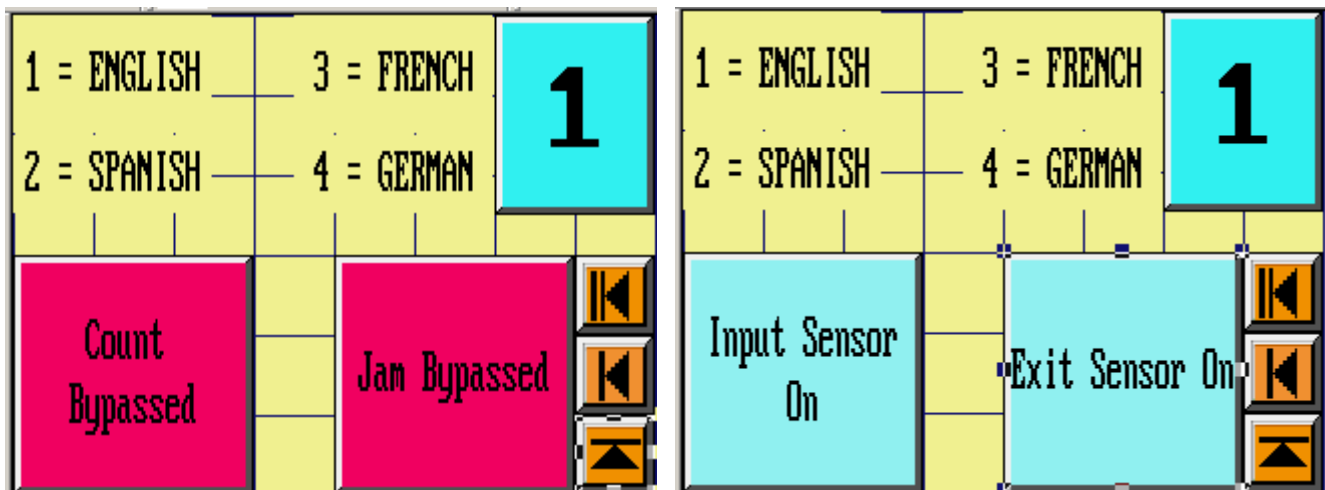 1 = ENGLISH 3 = FRENCH
1
2 = SPANISH 4 = GERMAN
Count
Bypassed
Jam Bypassed
1 = ENGLISH 3 = FRENCH
1
2 = SPANISH 4 = GERMAN
Input Sensor
On
Exit Sensor On